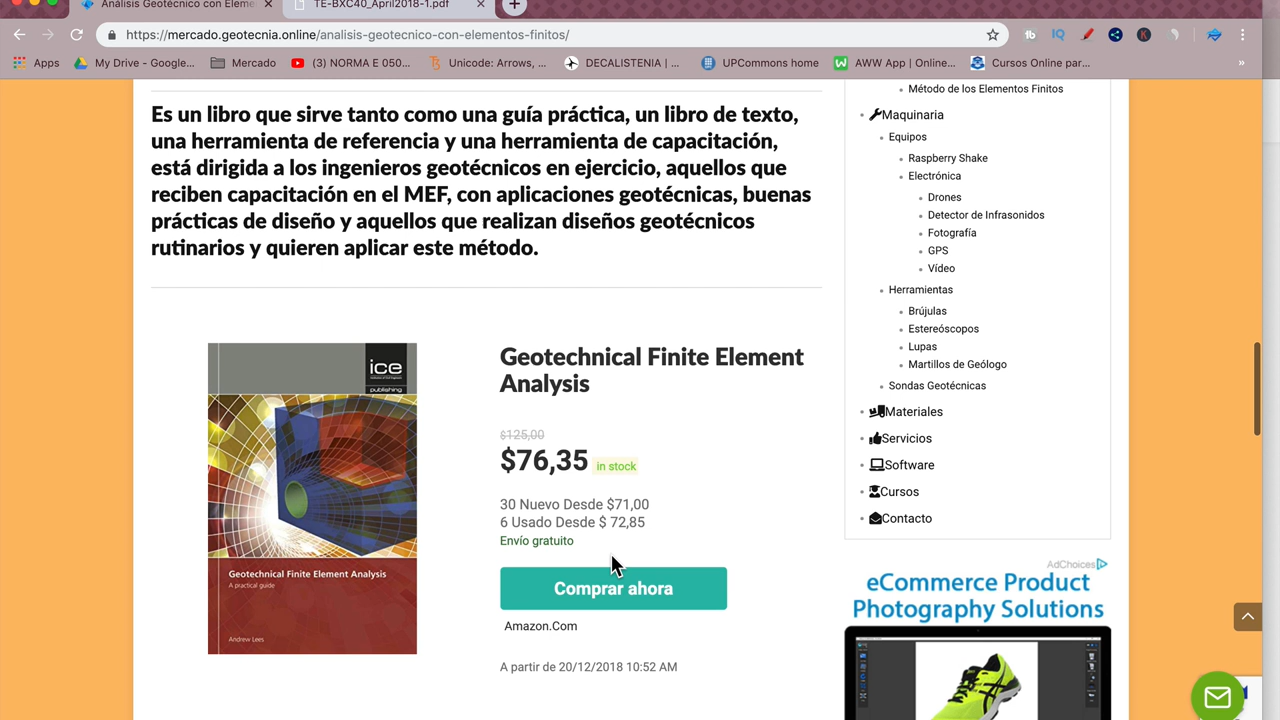 Análisis Geotécnico con Eleme
TE-BXC40_April2018-1.pdf
https://mercado.geotecnia.online/analisis-geotecnico-con-elementos-finitos/
Apps
My Drive - Google...
Mercado
(3) NORMA E 050...
Unicode: Arrows, ...
DECALISTENIA | ...
UPCommons home
AWW App | Online...
Cursos Online par...
»
Es un libro que sirve tanto como una guía práctica, un libro de texto,
una herramienta de referencia y una herramienta de capacitación,
está dirigida a los ingenieros geotécnicos en ejercicio, aquellos que
reciben capacitación en el MEF, con aplicaciones geotécnicas, buenas
prácticas de diseño y aquellos que realizan diseños geotécnicos
rutinarios y quieren aplicar este método.
ice
publishing
Geotechnical Finite Element Analysis
A practical guide
Andrew Lees
Geotechnical Finite Element
Analysis
$125,00
$76,35 in stock
30 Nuevo Desde $71,00
6 Usado Desde $ 72,85
Envío gratuito
Comprar ahora
Amazon.Com
A partir de 20/12/2018 10:52 AM
Método de los Elementos Finitos
Maquinaria
Equipos
Raspberry Shake
Electrónica
Drones
Detector de Infrasonidos
Fotografía
GPS
Vídeo
Herramientas
Brújulas
Estereóscopos
Lupas
Martillos de Geólogo
Sondas Geotécnicas
Materiales
Servicios
Software
Cursos
Contacto
AdChoices
eCommerce Product
Photography Solutions